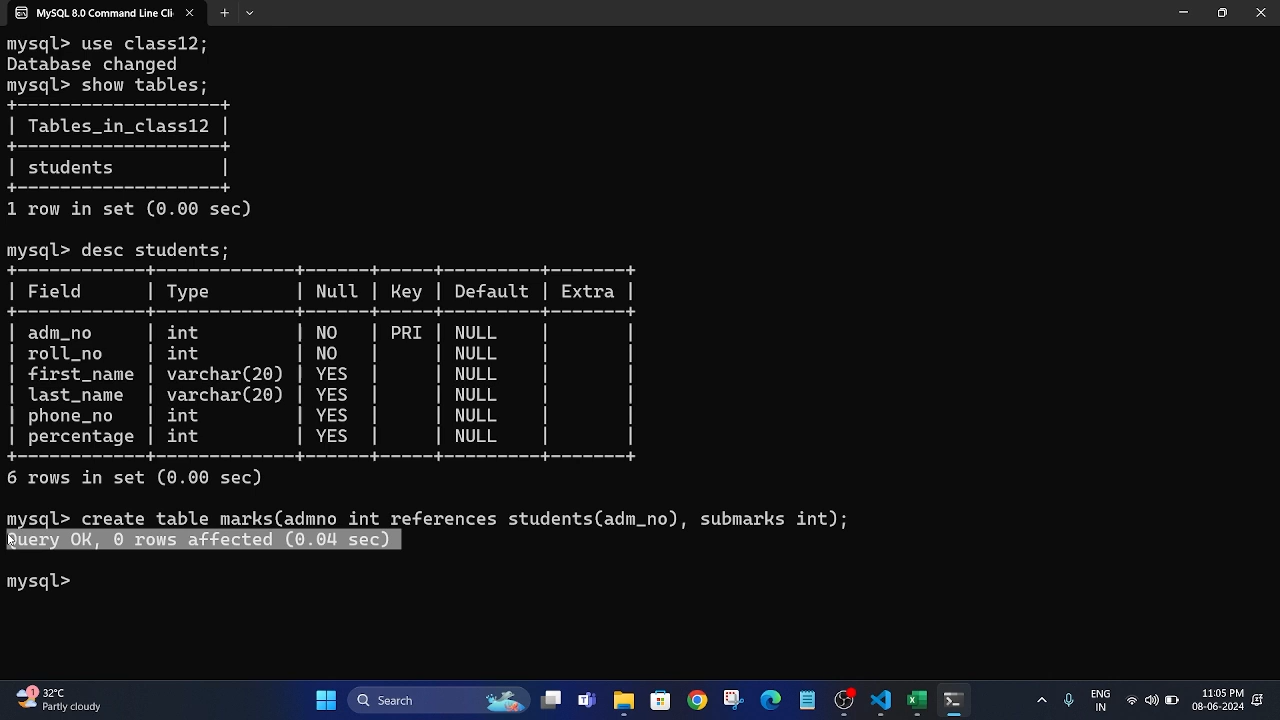 MySQL 8.0 Command Line Cli
mysql> use class12;
Database changed
mysql> show tables;
+-------------------+
| Tables_in_class12 |
+-------------------+
| students          |
+-------------------+
1 row in set (0.00 sec)
mysql> desc students;
+------------+-------------+------+-----+---------+-------+
| Field      | Type        | Null | Key | Default | Extra |
+------------+-------------+------+-----+---------+-------+
| adm_no     | int         | NO   | PRI | NULL    |       |
| roll_no    | int         | NO   |     | NULL    |       |
| first_name | varchar(20) | YES  |     | NULL    |       |
| last_name  | varchar(20) | YES  |     | NULL    |       |
| phone_no   | int         | YES  |     | NULL    |       |
| percentage | int         | YES  |     | NULL    |       |
+------------+-------------+------+-----+---------+-------+
6 rows in set (0.00 sec)
mysql> create table marks(admno int references students(adm_no), submarks int);
Query OK, 0 rows affected (0.04 sec)
mysql>
1
32°C
Partly cloudy
Search
ENG
IN
11:05 PM
08-06-2024